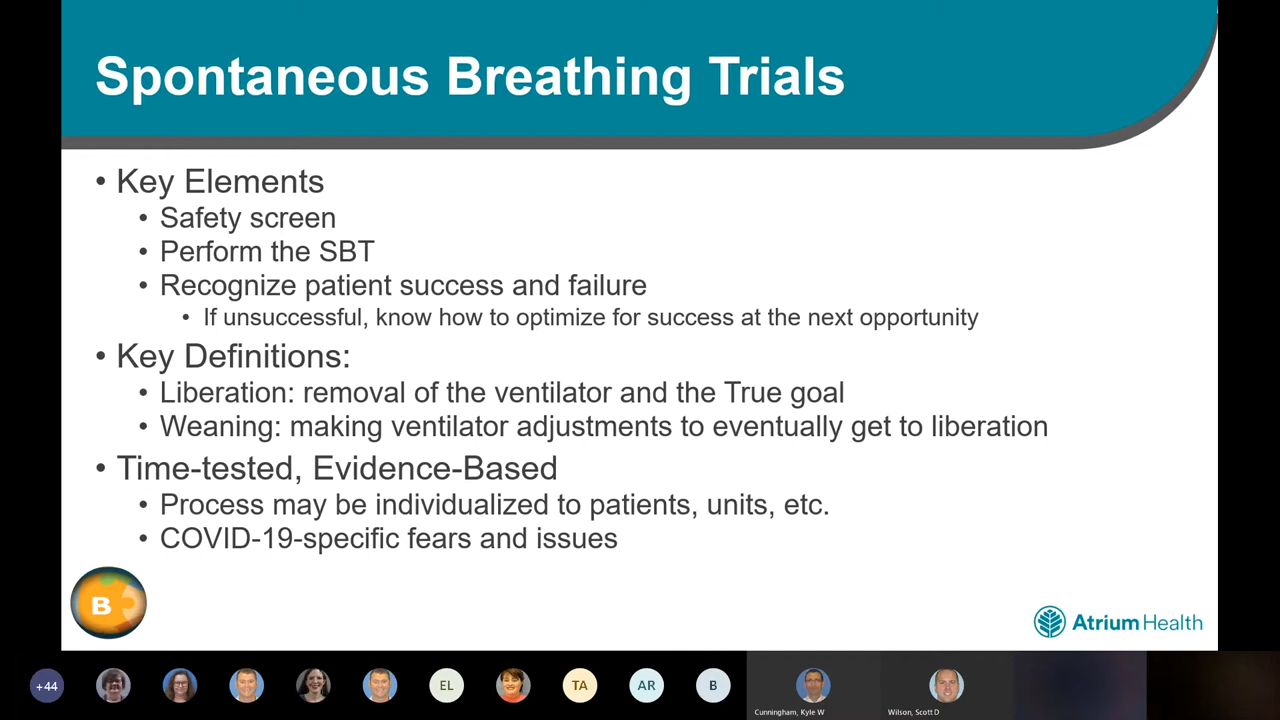 Spontaneous Breathing Trials
• Key Elements
• Safety screen
• Perform the SBT
• Recognize patient success and failure
• If unsuccessful, know how to optimize for success at the next opportunity
• Key Definitions:
• Liberation: removal of the ventilator and the True goal
• Weaning: making ventilator adjustments to eventually get to liberation
• Time-tested, Evidence-Based
• Process may be individualized to patients, units, etc.
• COVID-19-specific fears and issues
B
Atrium Health
+44
EL
TA
AR
B
Cunningham, Kyle W
Wilson, Scott D